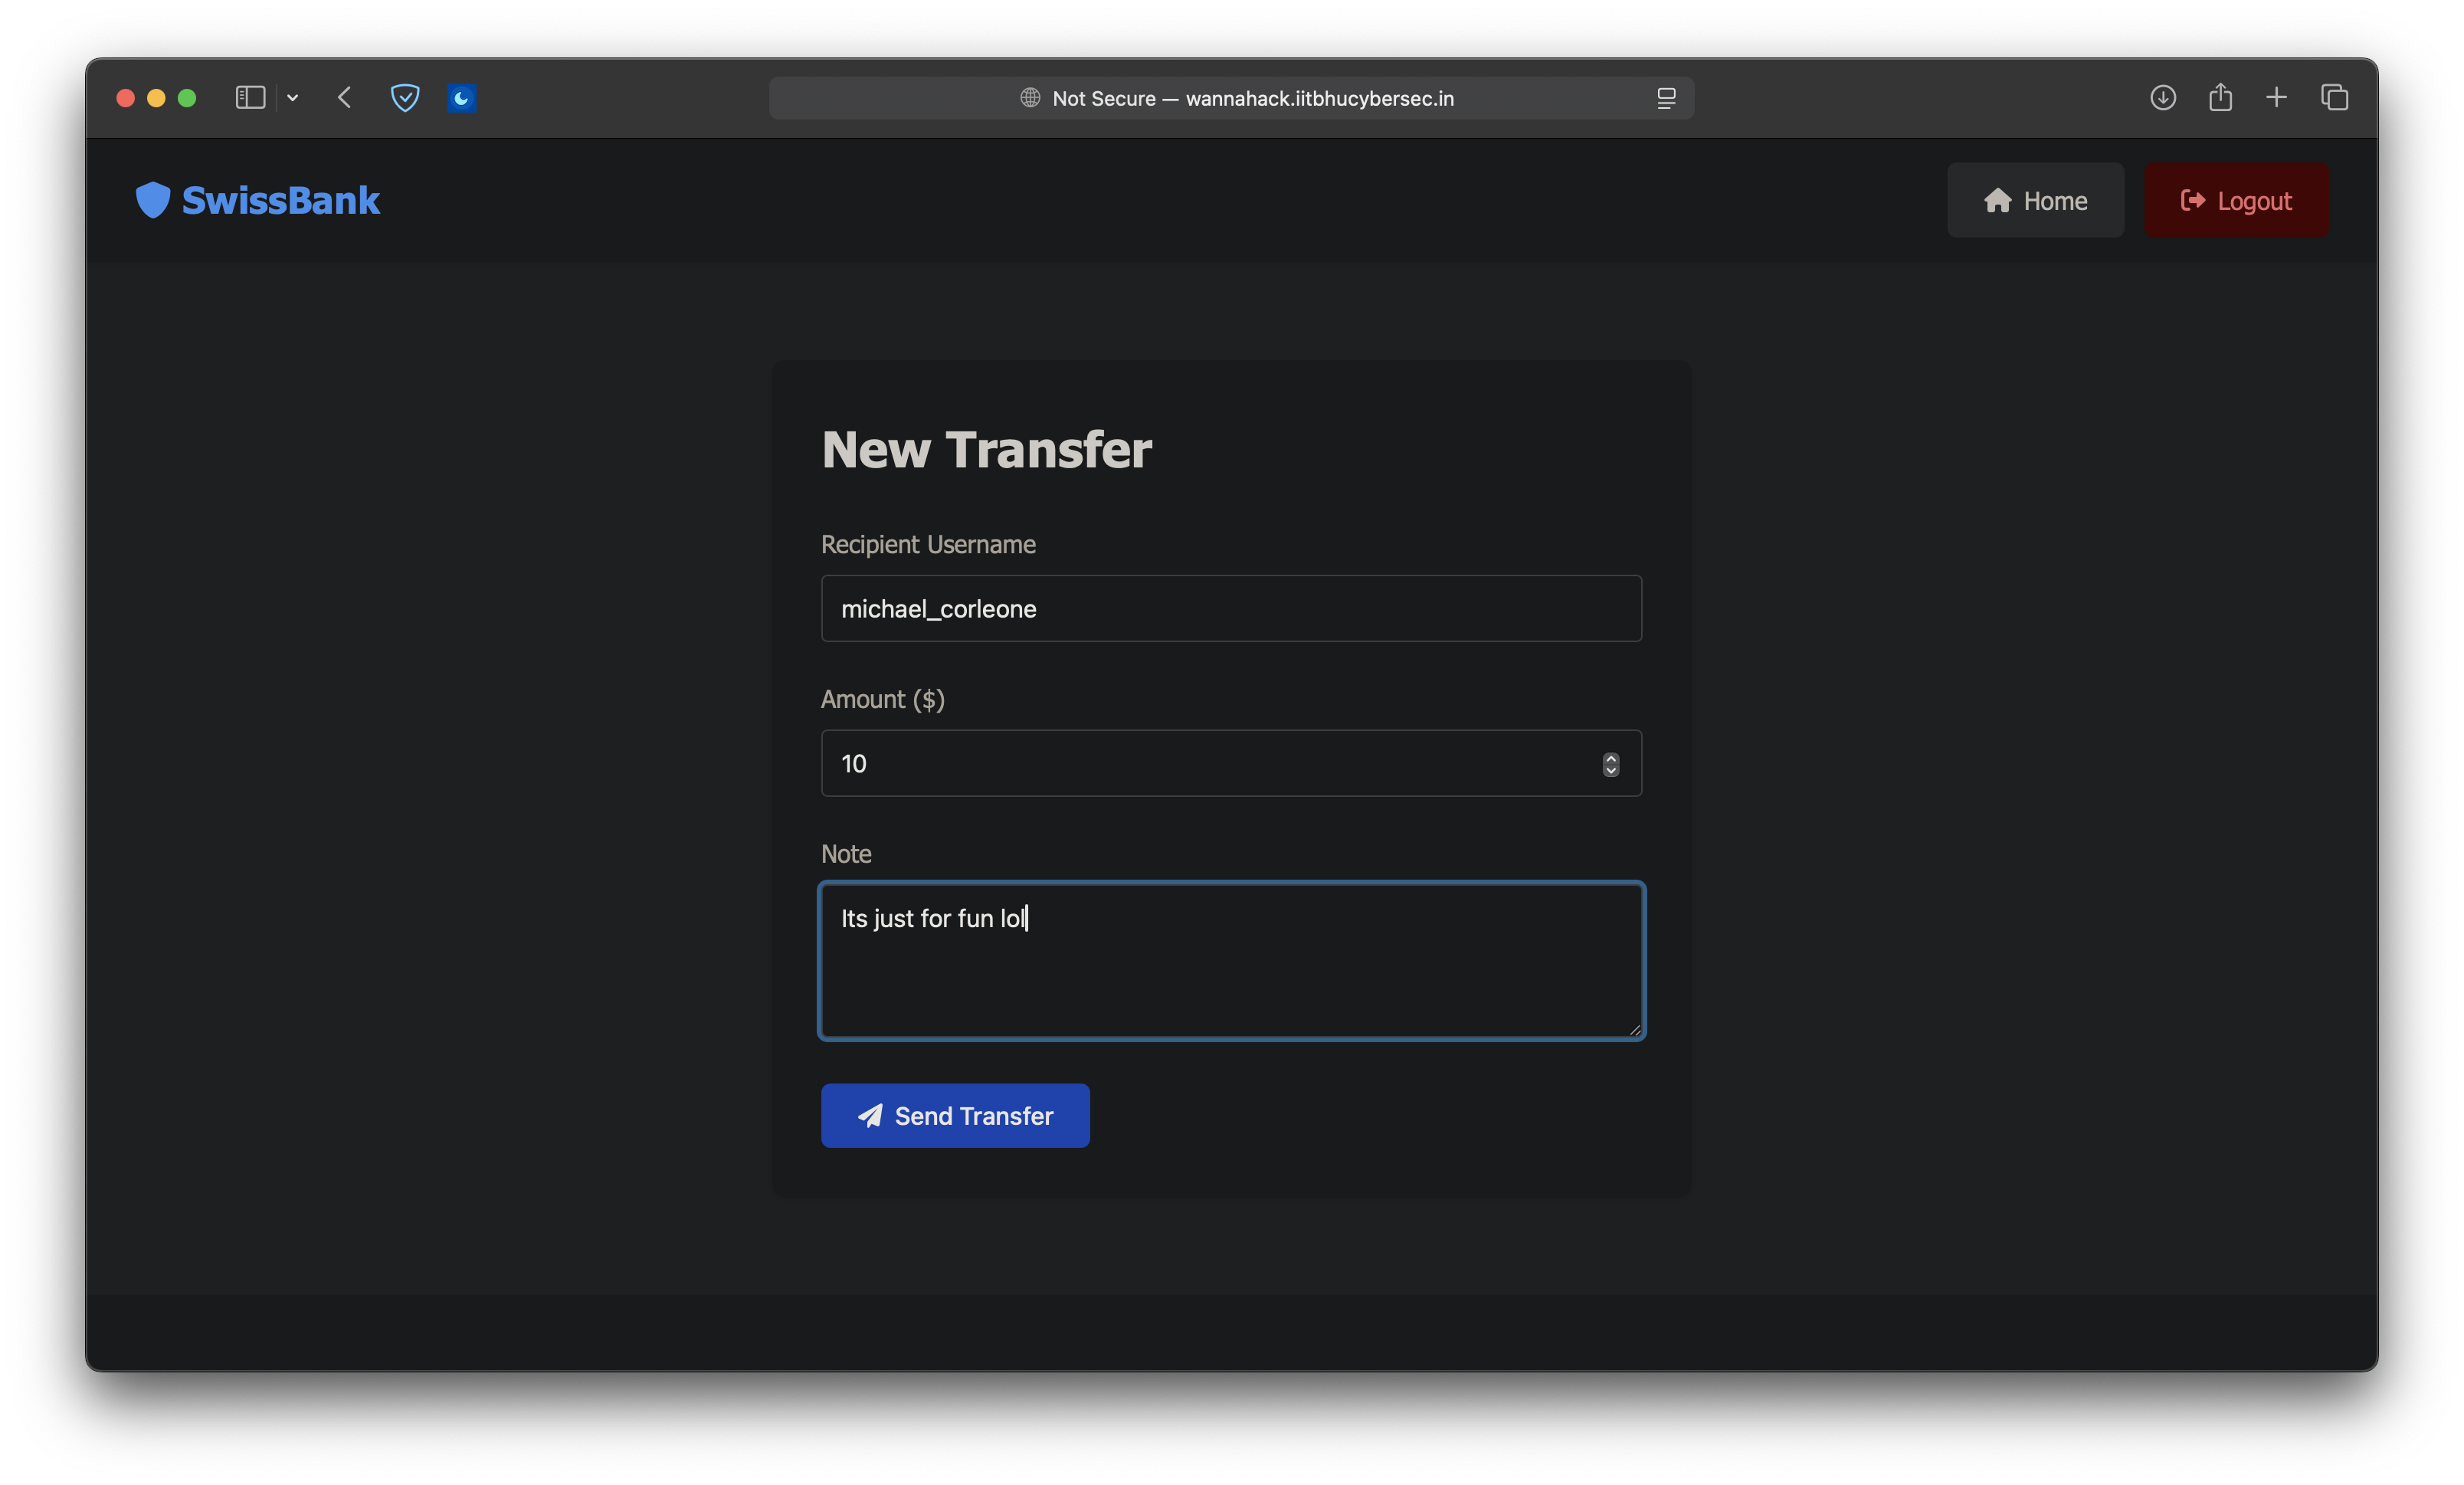 Not Secure — wannahack.iitbhucybersec.in
SwissBank
Home
Logout
New Transfer
Recipient Username
michael_corleone
Amount ($)
10
Note
Its just for fun lol
Send Transfer